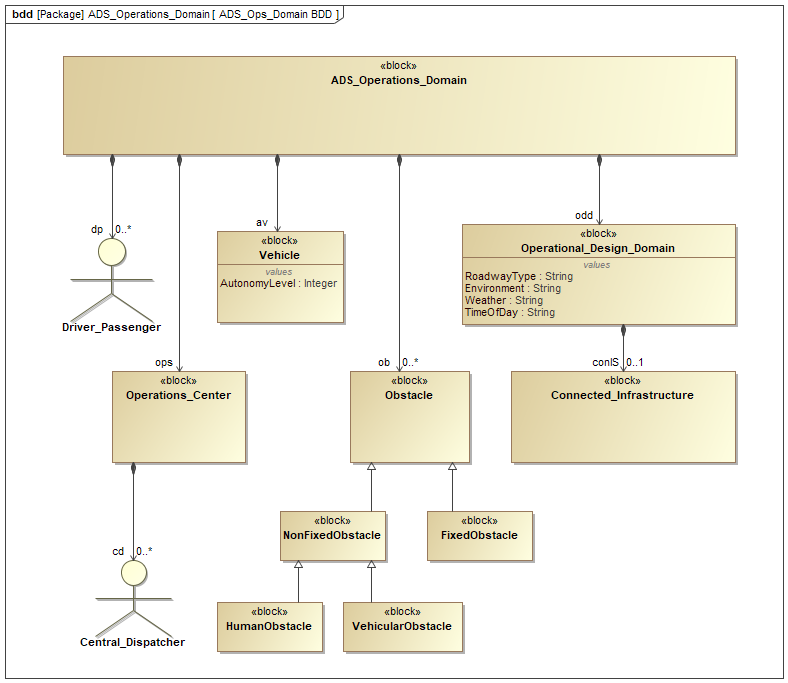 bdd [Package] ADS_Operations_Domain [ ADS_Ops_Domain BDD ]
«block»
ADS_Operations_Domain
dp 0..*
Driver_Passenger
av
«block»
Vehicle
values
AutonomyLevel : Integer
odd
«block»
Operational_Design_Domain
values
RoadwayType : String
Environment : String
Weather : String
TimeOfDay : String
ops
«block»
Operations_Center
ob 0..*
«block»
Obstacle
conIS 0..1
«block»
Connected_Infrastructure
«block»
NonFixedObstacle
«block»
FixedObstacle
cd 0..*
Central_Dispatcher
«block»
HumanObstacle
«block»
VehicularObstacle